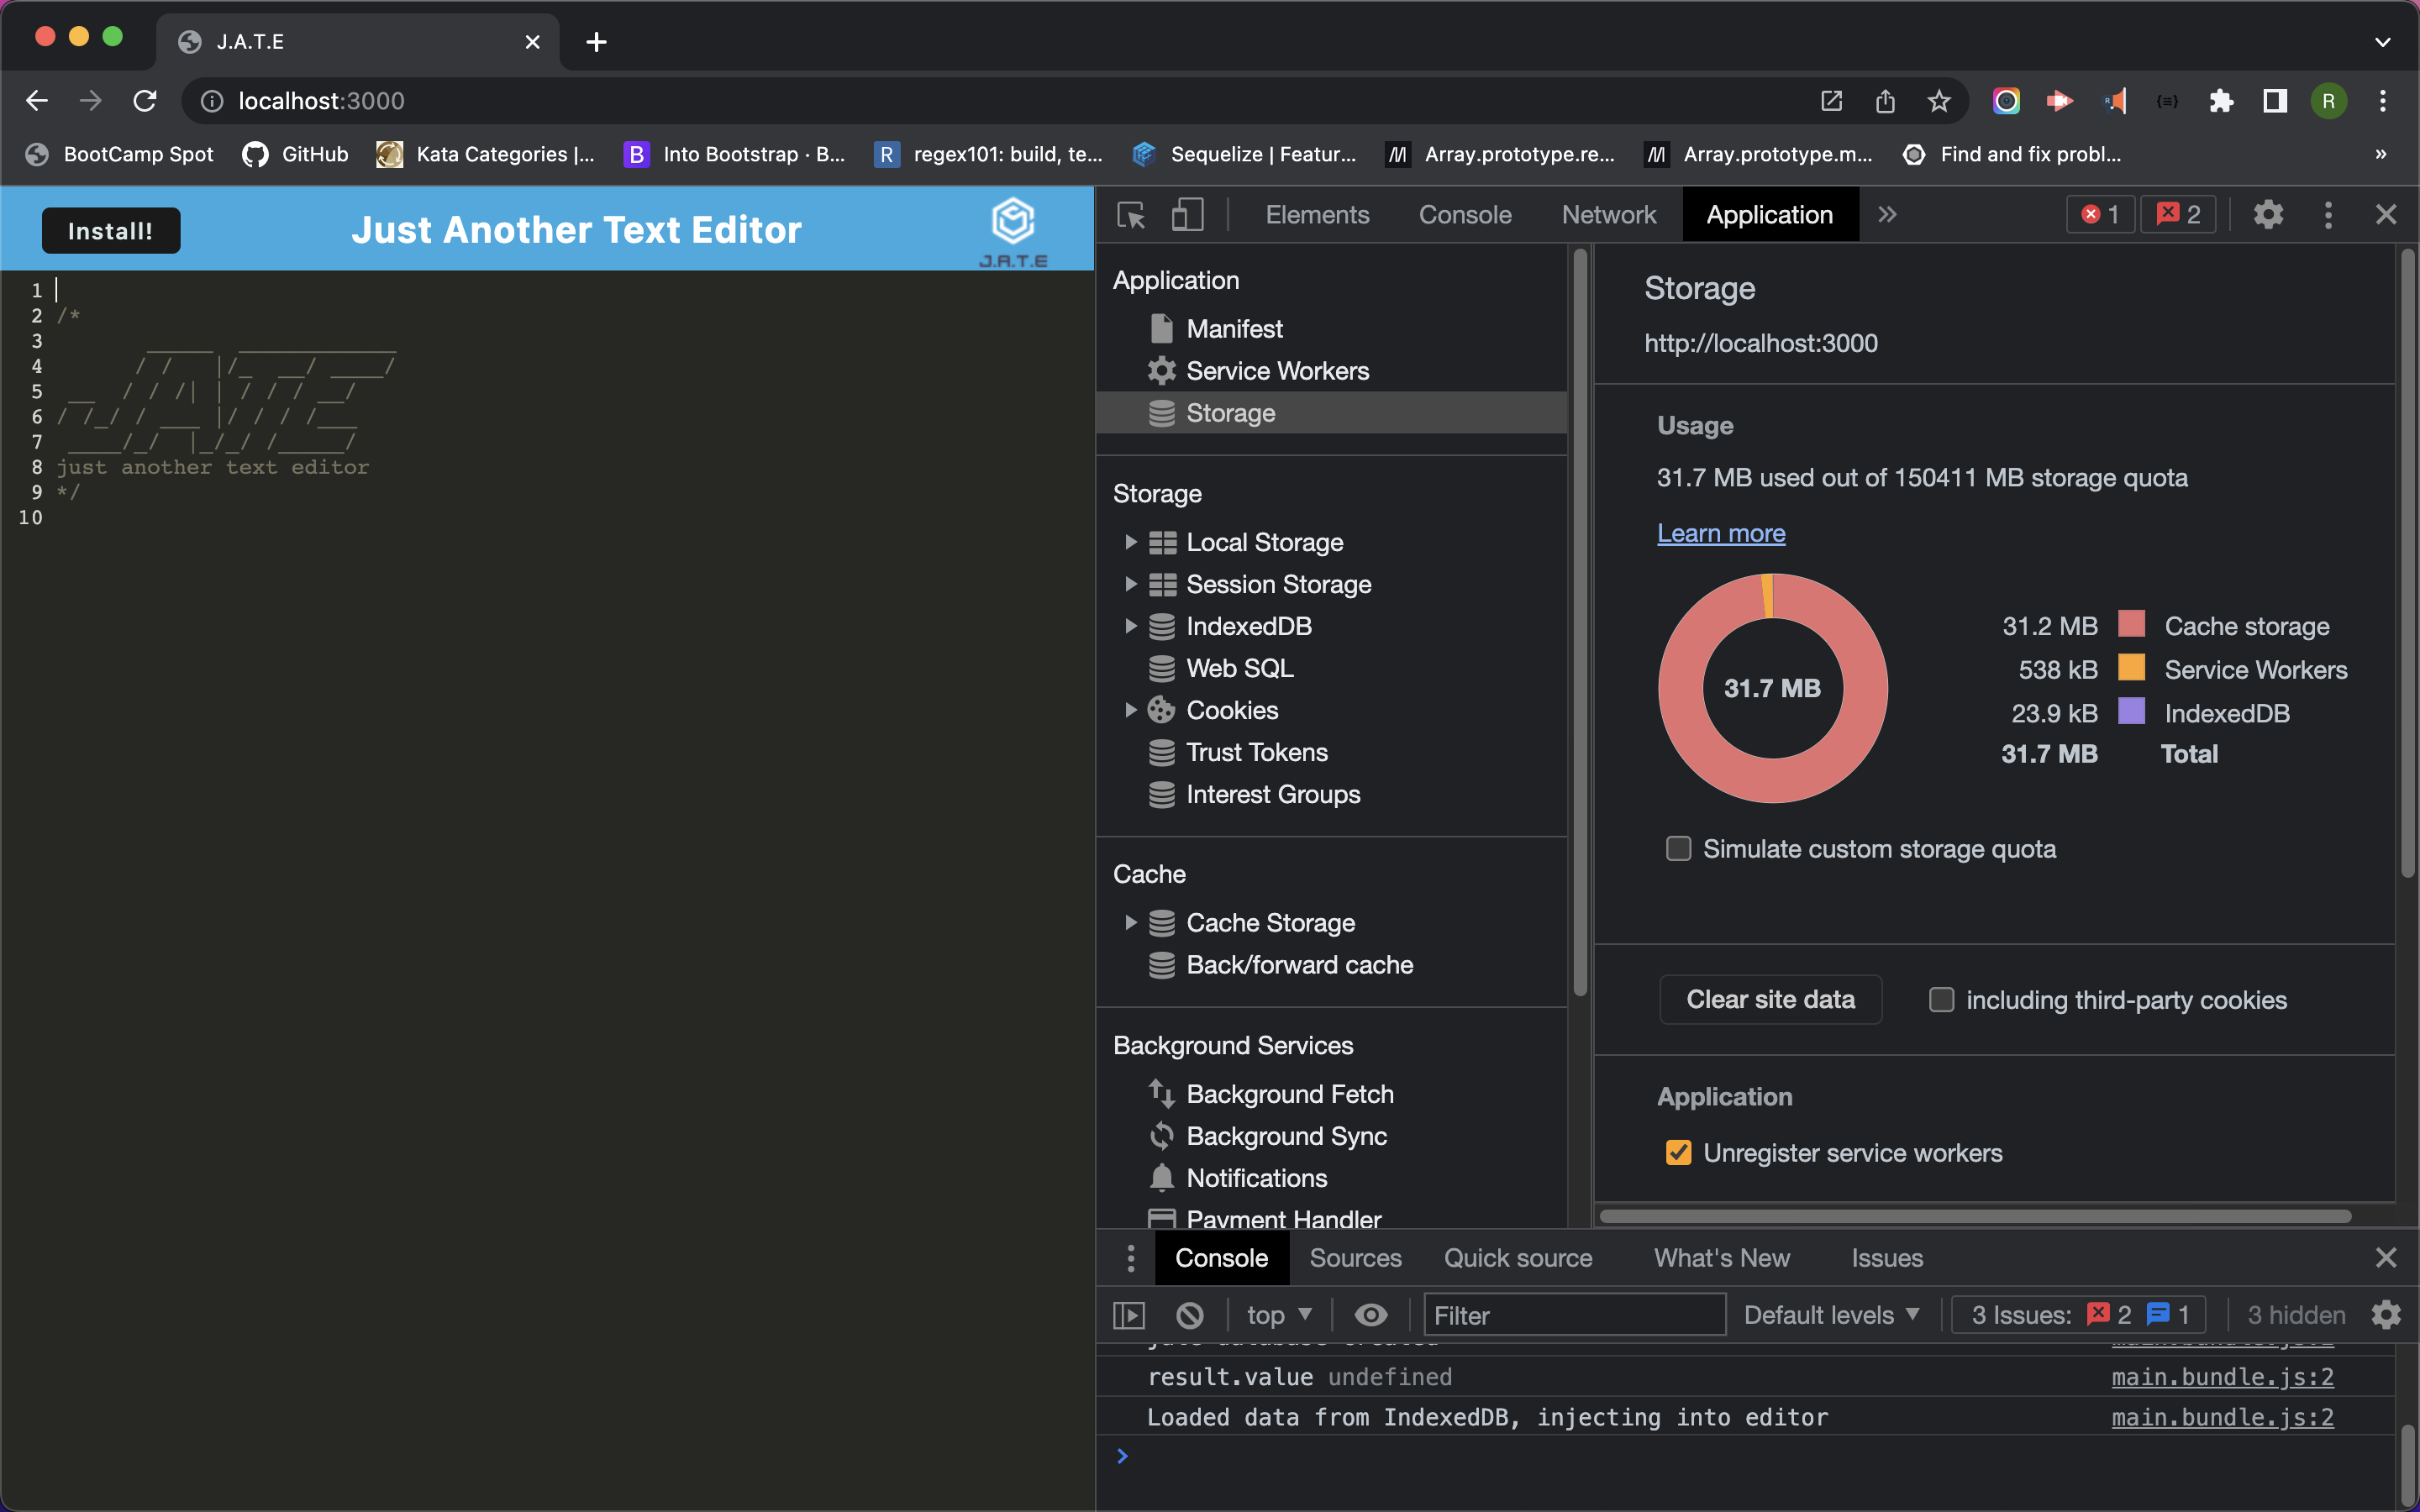 J.A.T.E
localhost:3000
R
BootCamp Spot
GitHub
Kata Categories |...
B
Into Bootstrap · B...
R
regex101: build, te...
Sequelize | Featur...
Array.prototype.re...
Array.prototype.m...
Find and fix probl...
»
Install!
Just Another Text Editor
J.A.T.E
1
2 /*
3
4
5
6
7
8 just another text editor
9 */
10
Elements
Console
Network
Application
1
2
Application
Manifest
Service Workers
Storage
Storage
Local Storage
Session Storage
IndexedDB
Web SQL
Cookies
Trust Tokens
Interest Groups
Cache
Cache Storage
Back/forward cache
Background Services
Background Fetch
Background Sync
Notifications
Payment Handler
Storage
http://localhost:3000
Usage
31.7 MB used out of 150411 MB storage quota
Learn more
31.7 MB
31.2 MB Cache storage
538 kB Service Workers
23.9 kB IndexedDB
31.7 MB Total
Simulate custom storage quota
Clear site data
including third-party cookies
Application
Unregister service workers
Console
Sources
Quick source
What's New
Issues
top
Filter
Default levels
3 Issues: 2 1
3 hidden
result.value undefined main.bundle.js:2
Loaded data from IndexedDB, injecting into editor main.bundle.js:2